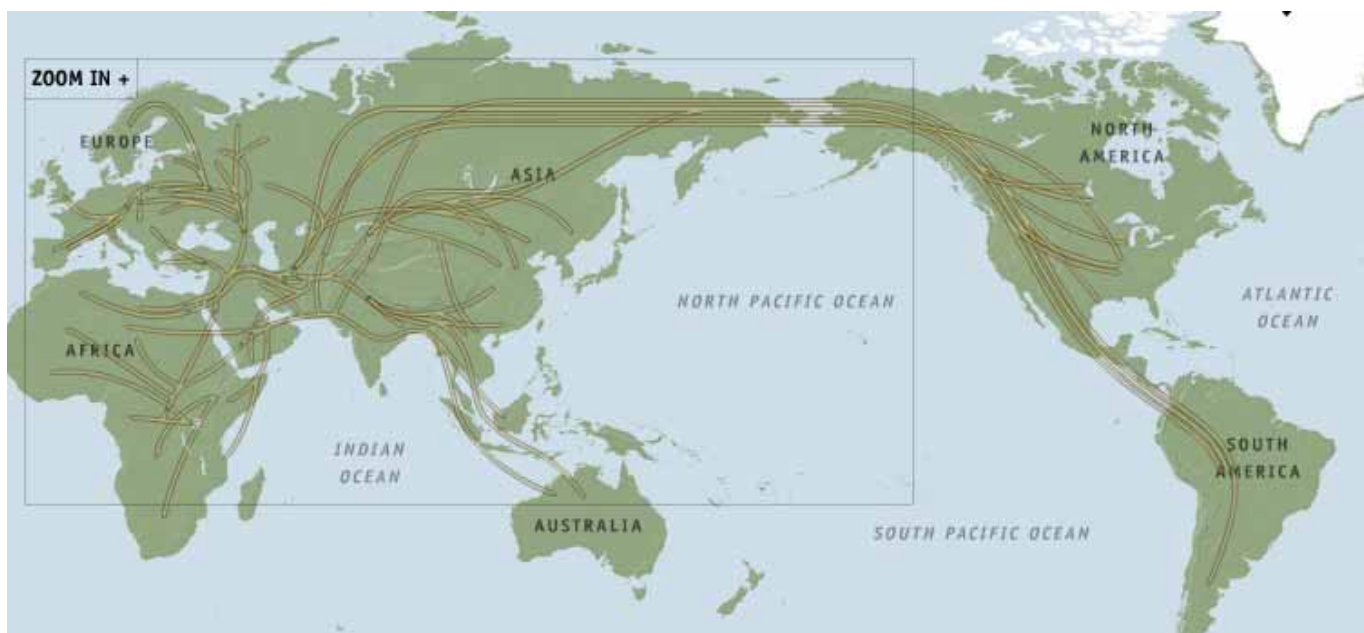 ZOOM IN +
EUROPE
ASIA
NORTH
AMERICA
NORTH PACIFIC OCEAN
ATLANTIC
OCEAN
AFRICA
INDIAN
OCEAN
SOUTH
AMERICA
AUSTRALIA
SOUTH PACIFIC OCEAN